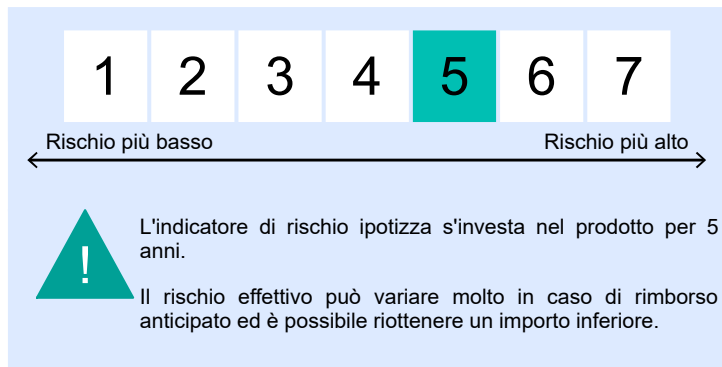 1 2 3 4 5 6 7
Rischio più basso Rischio più alto
!
L'indicatore di rischio ipotizza s'investa nel prodotto per 5
anni.
Il rischio effettivo può variare molto in caso di rimborso
anticipato ed è possibile riottenere un importo inferiore.